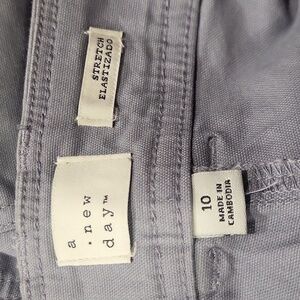 STRETCH
ELASTIZADO
a
. new
day™
10
MADE IN
CAMBODIA